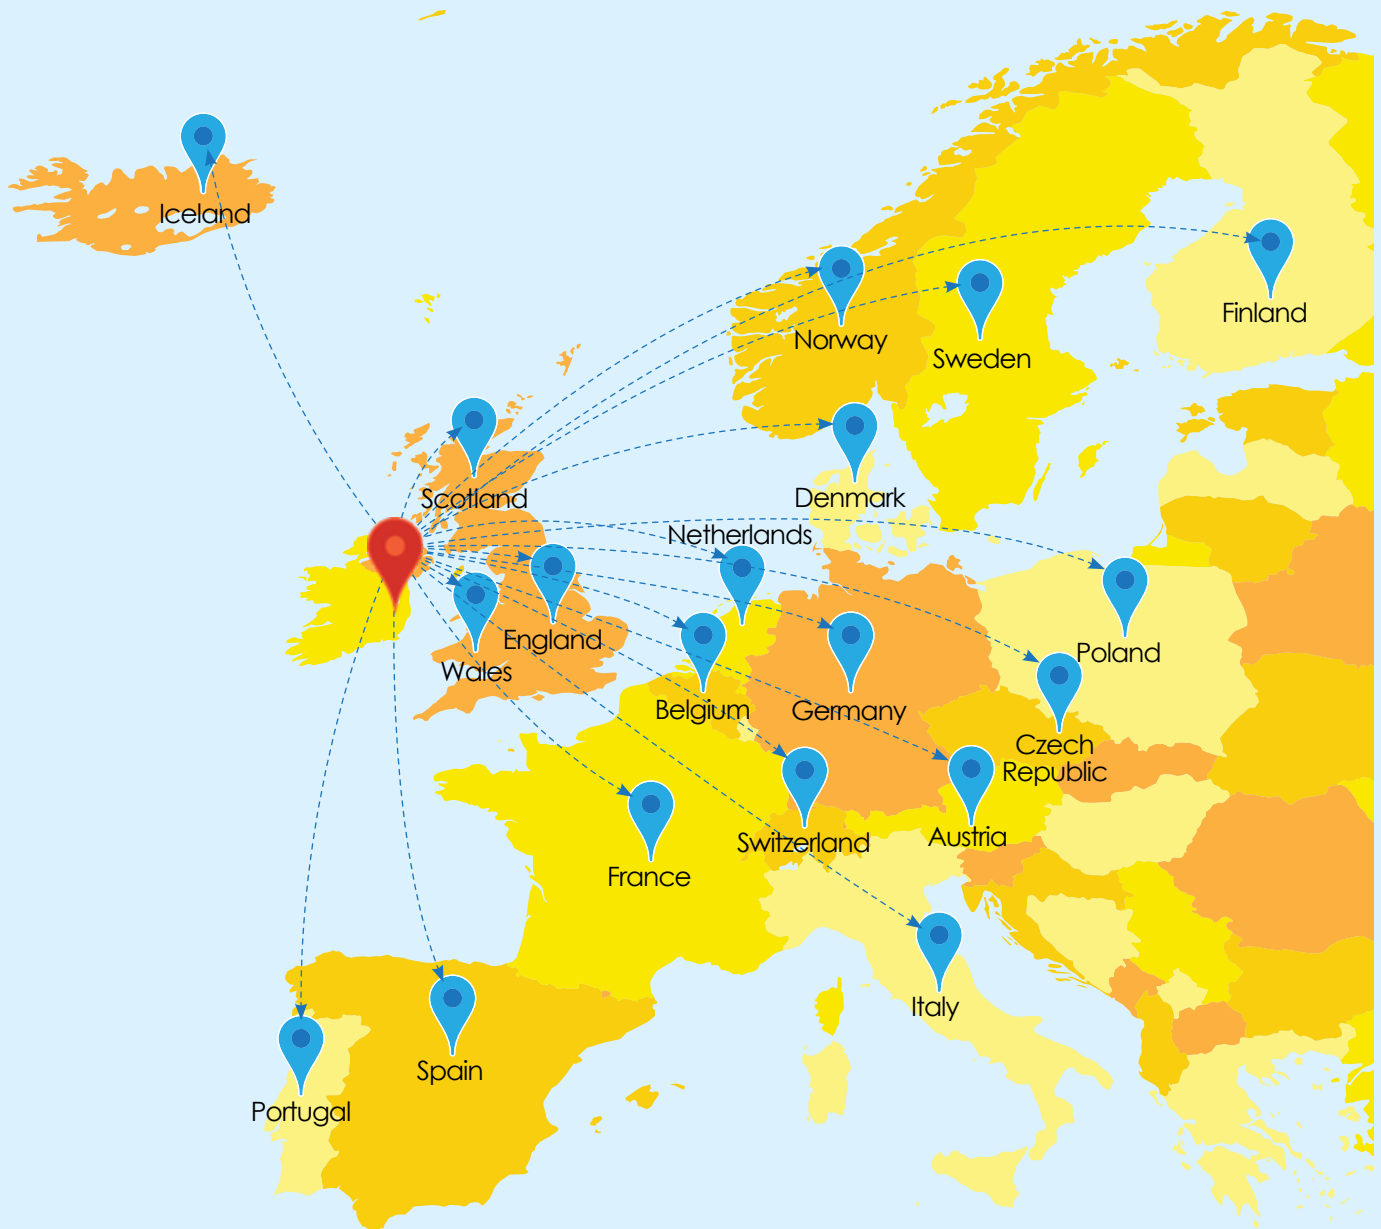 Iceland
Finland
Norway
Sweden
Scotland
Denmark
Netherlands
England
Poland
Wales
Belgium
Germany
Czech
Republic
Switzerland
Austria
France
Italy
Spain
Portugal